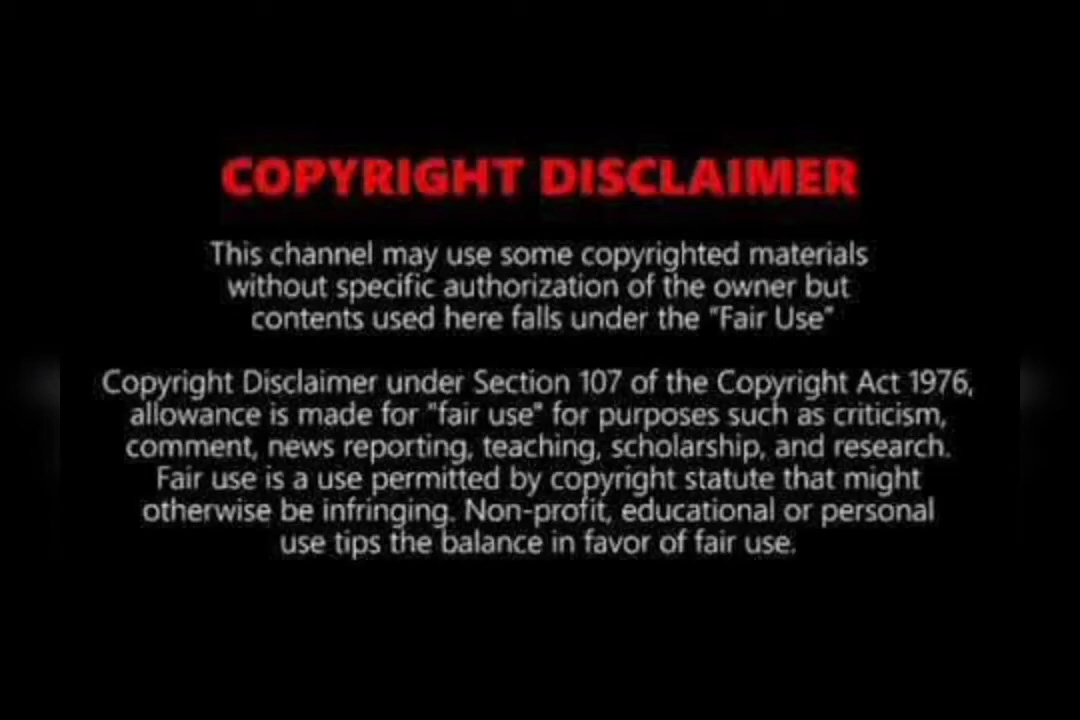 COPYRIGHT DISCLAIMER
This channel may use some copyrighted materials
without specific authorization of the owner but
contents used here falls under the "Fair Use"
Copyright Disclaimer under Section 107 of the Copyright Act 1976,
allowance is made for "fair use" for purposes such as criticism,
comment, news reporting, teaching, scholarship, and research.
Fair use is a use permitted by copyright statute that might
otherwise be infringing. Non-profit, educational or personal
use tips the balance in favor of fair use.